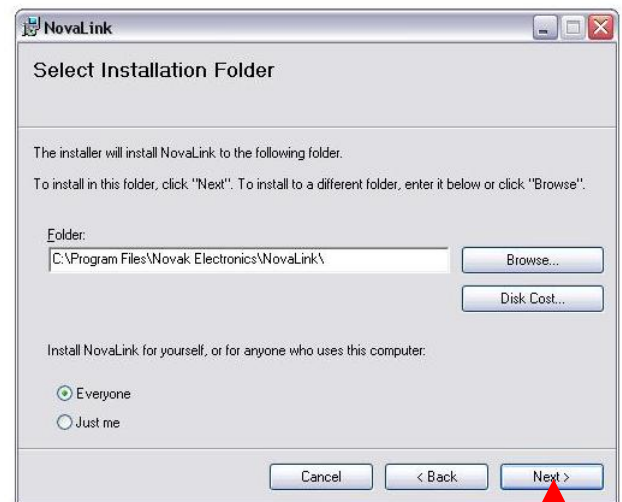 NovaLink
Select Installation Folder
The installer will install NovaLink to the following folder.
To install in this folder, click "Next". To install to a different folder, enter it below or click "Browse".
Folder:
C:\Program Files\Novak Electronics\NovaLink\
Browse...
Disk Cost...
Install NovaLink for yourself, or for anyone who uses this computer:
Everyone
Just me
Cancel
< Back
Next >